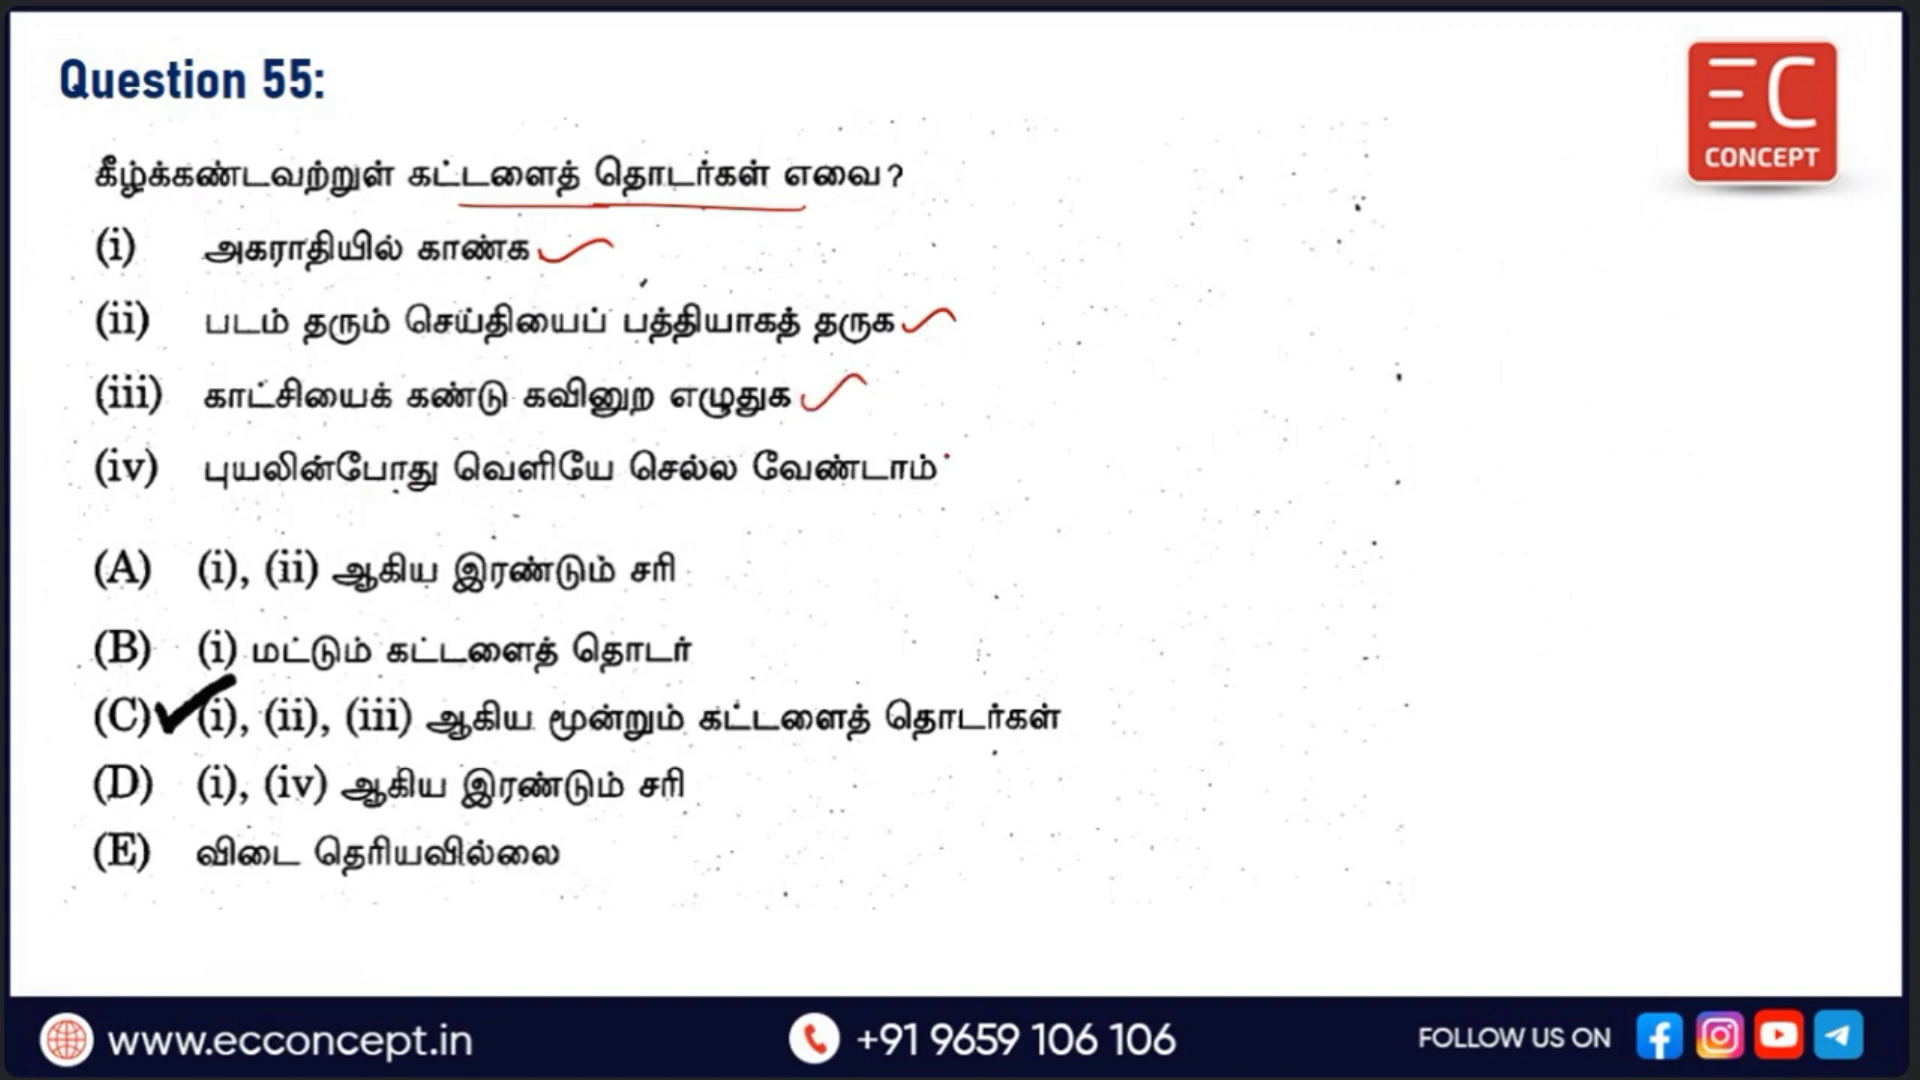 Question 55:
EC
CONCEPT
கீழ்க்கண்டவற்றுள் கட்டளைத் தொடர்கள் எவை?
(i) அகராதியில் காண்க
(ii) படம் தரும் செய்தியைப் பத்தியாகத் தருக
(iii) காட்சியைக் கண்டு கவினுற எழுதுக
(iv) புயலின்போது வெளியே செல்ல வேண்டாம்
(A) (i), (ii) ஆகிய இரண்டும் சரி
(B) (i) மட்டும் கட்டளைத் தொடர்
(C) (i), (ii), (iii) ஆகிய மூன்றும் கட்டளைத் தொடர்கள்
(D) (i), (iv) ஆகிய இரண்டும் சரி
(E) விடை தெரியவில்லை
www.ecconcept.in +91 9659 106 106 FOLLOW US ON